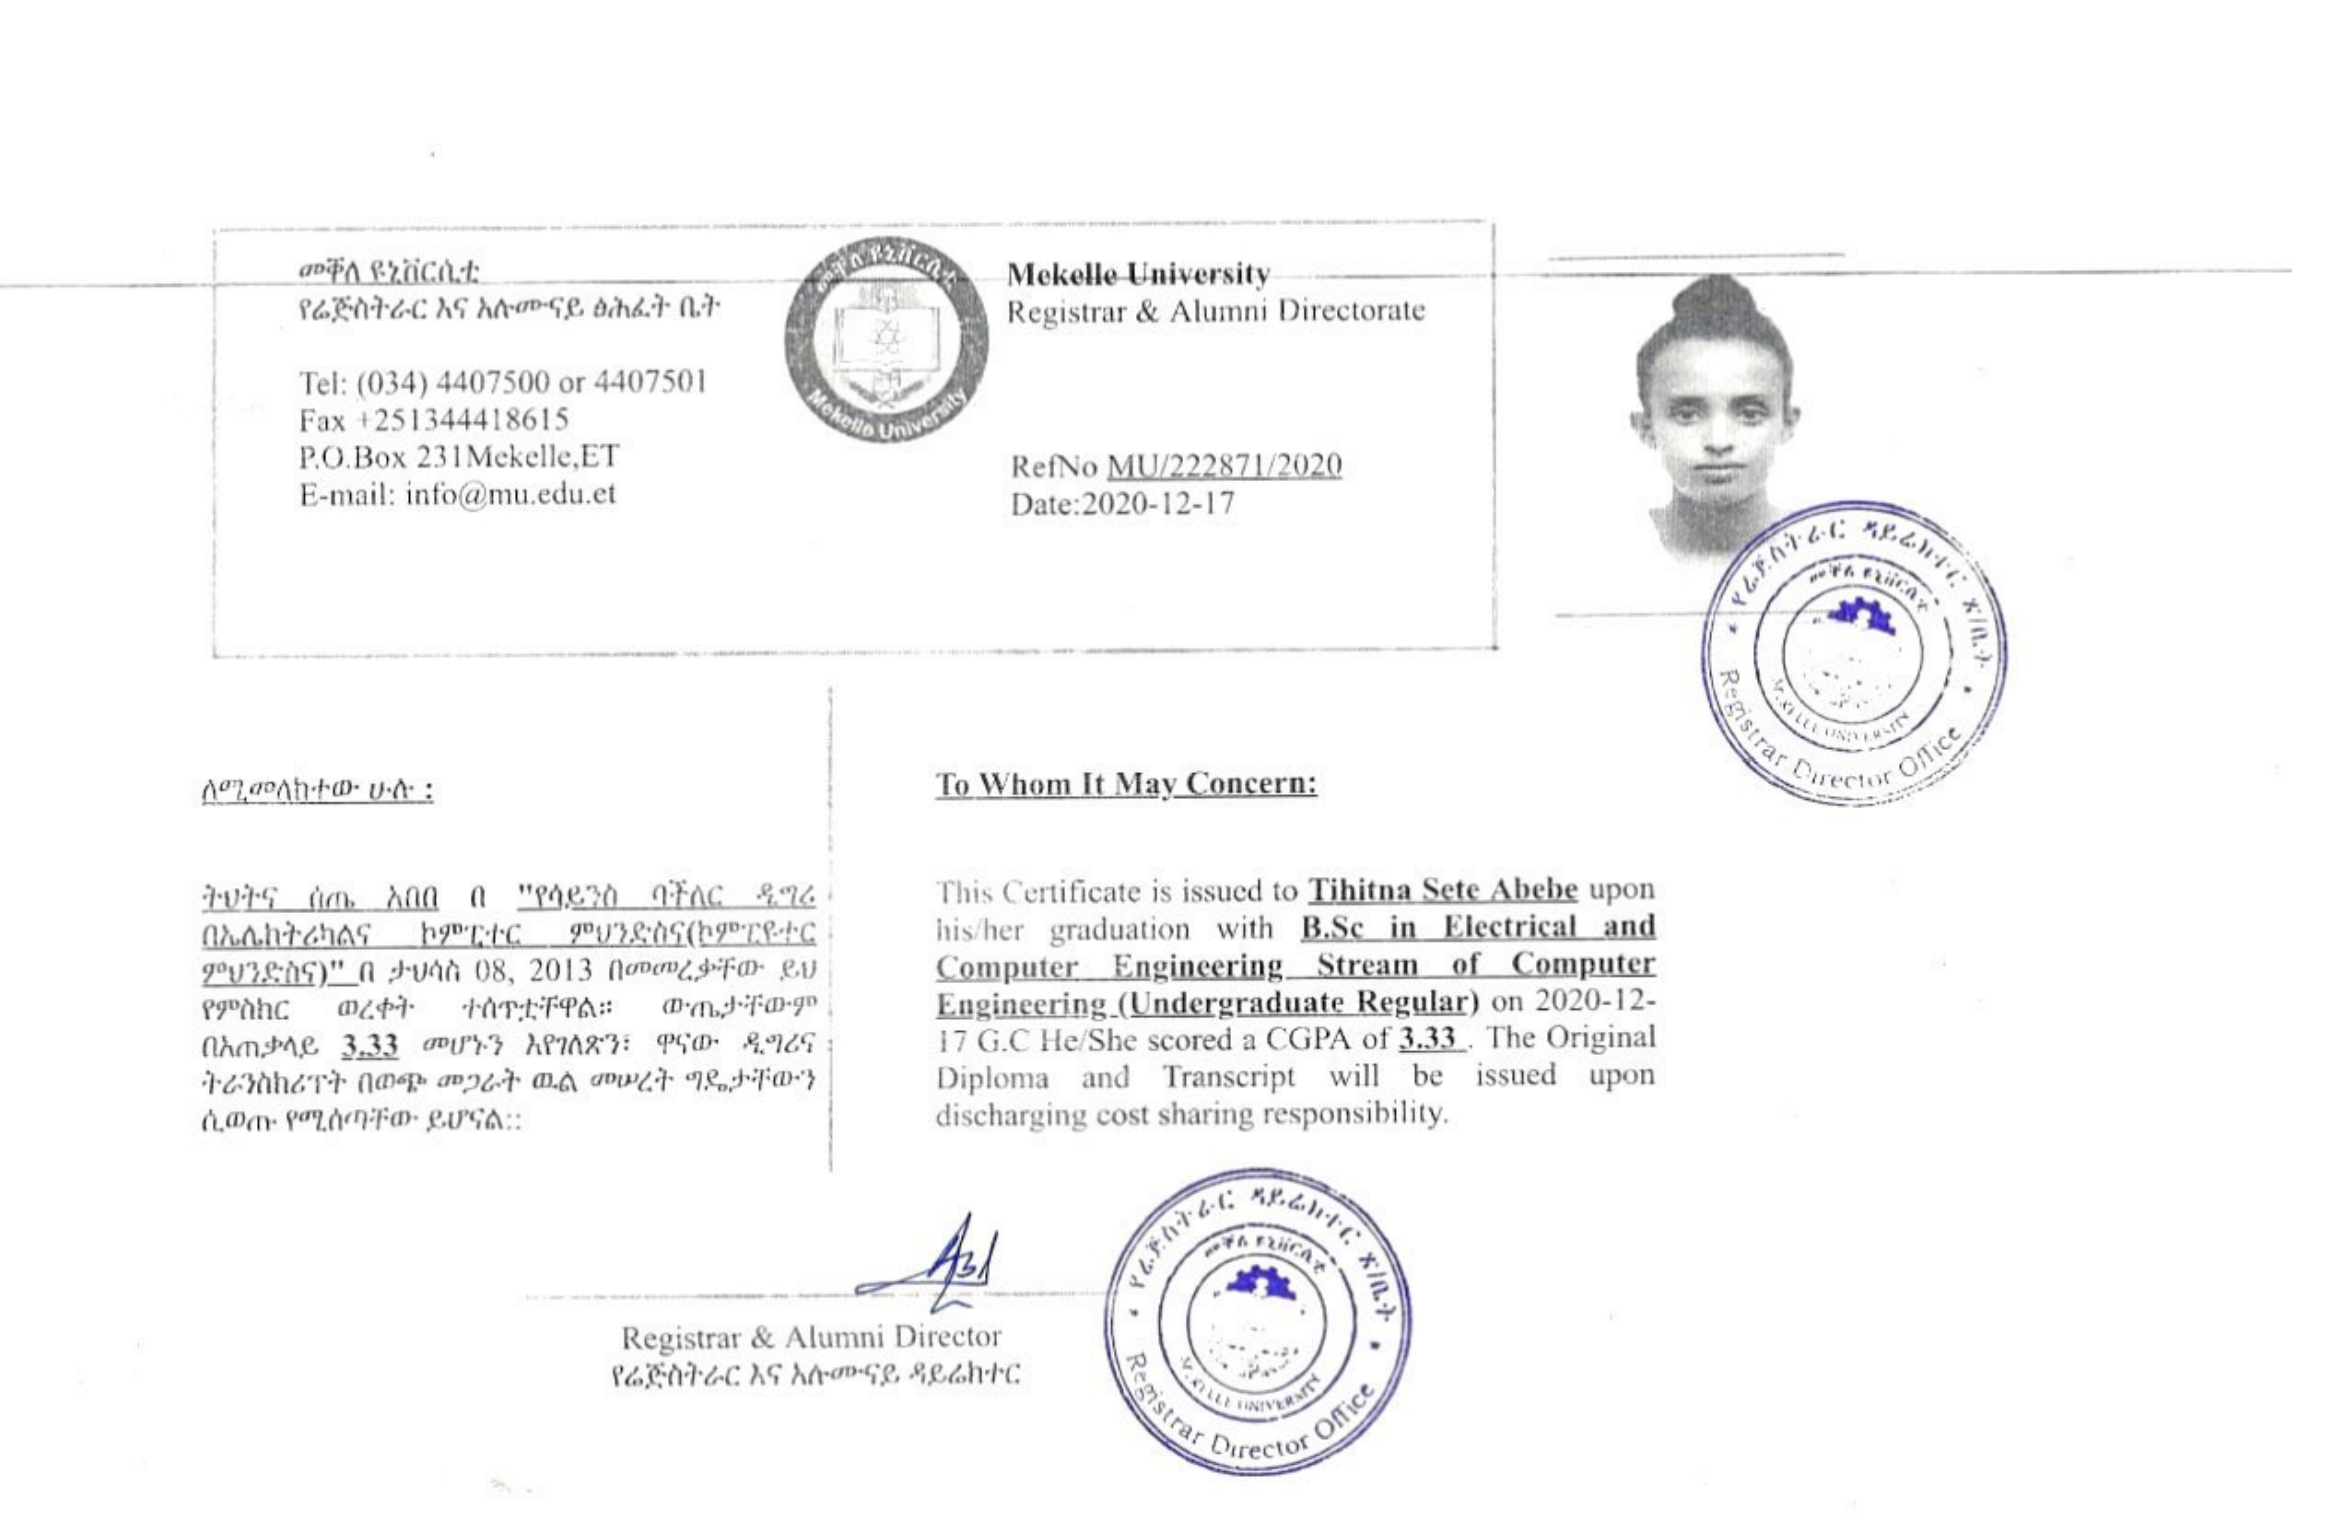 መቐለ ዩኒቨርሲቲ
የሬጅስትራር እና አሉሙናይ ፅሕፈት ቤት
Tel: (034) 4407500 or 4407501
Fax +251344418615
P.O.Box 231Mekelle,ET
E-mail: info@mu.edu.et
መቐለ ዩኒቨርሲቲ
Mekelle University
Mekelle University
Registrar & Alumni Directorate
RefNo MU/222871/2020
Date:2020-12-17
የሬጅስትራር ዳይሬክተር ጽ/ቤት
መቐለ ዩኒቨርሲቲ
MEKELLE UNIVERSITY
Registrar Director Office
ለሚመለከተው ሁሉ :
ትህትና ሰጤ አበበ በ "የሳይንስ ባችለር ዲግሪ
በኤሌክትሪካልና ኮምፒተር ምህንድስና(ኮምፒዩተር
ምህንድስና)" በ ታህሳስ 08, 2013 በመመረቃቸው ይህ
የምስክር ወረቀት ተሰጥቷቸዋል። ውጤታቸውም
በአጠቃላይ 3.33 መሆኑን እየገለጽን፣ ዋናው ዲግሪና
ትራንስክሪፕት በወጭ መጋራት ዉል መሠረት ግዴታቸውን
ሲወጡ የሚሰጣቸው ይሆናል::
To Whom It May Concern:
This Certificate is issued to Tihitna Sete Abebe upon
his/her graduation with B.Sc in Electrical and
Computer Engineering Stream of Computer
Engineering (Undergraduate Regular) on 2020-12-
17 G.C He/She scored a CGPA of 3.33 . The Original
Diploma and Transcript will be issued upon
discharging cost sharing responsibility.
Registrar & Alumni Director
የሬጅስትራር እና አሉሙናይ ዳይሬክተር
የሬጅስትራር ዳይሬክተር ጽ/ቤት
መቐለ ዩኒቨርሲቲ
MEKELLE UNIVERSITY
Registrar Director Office